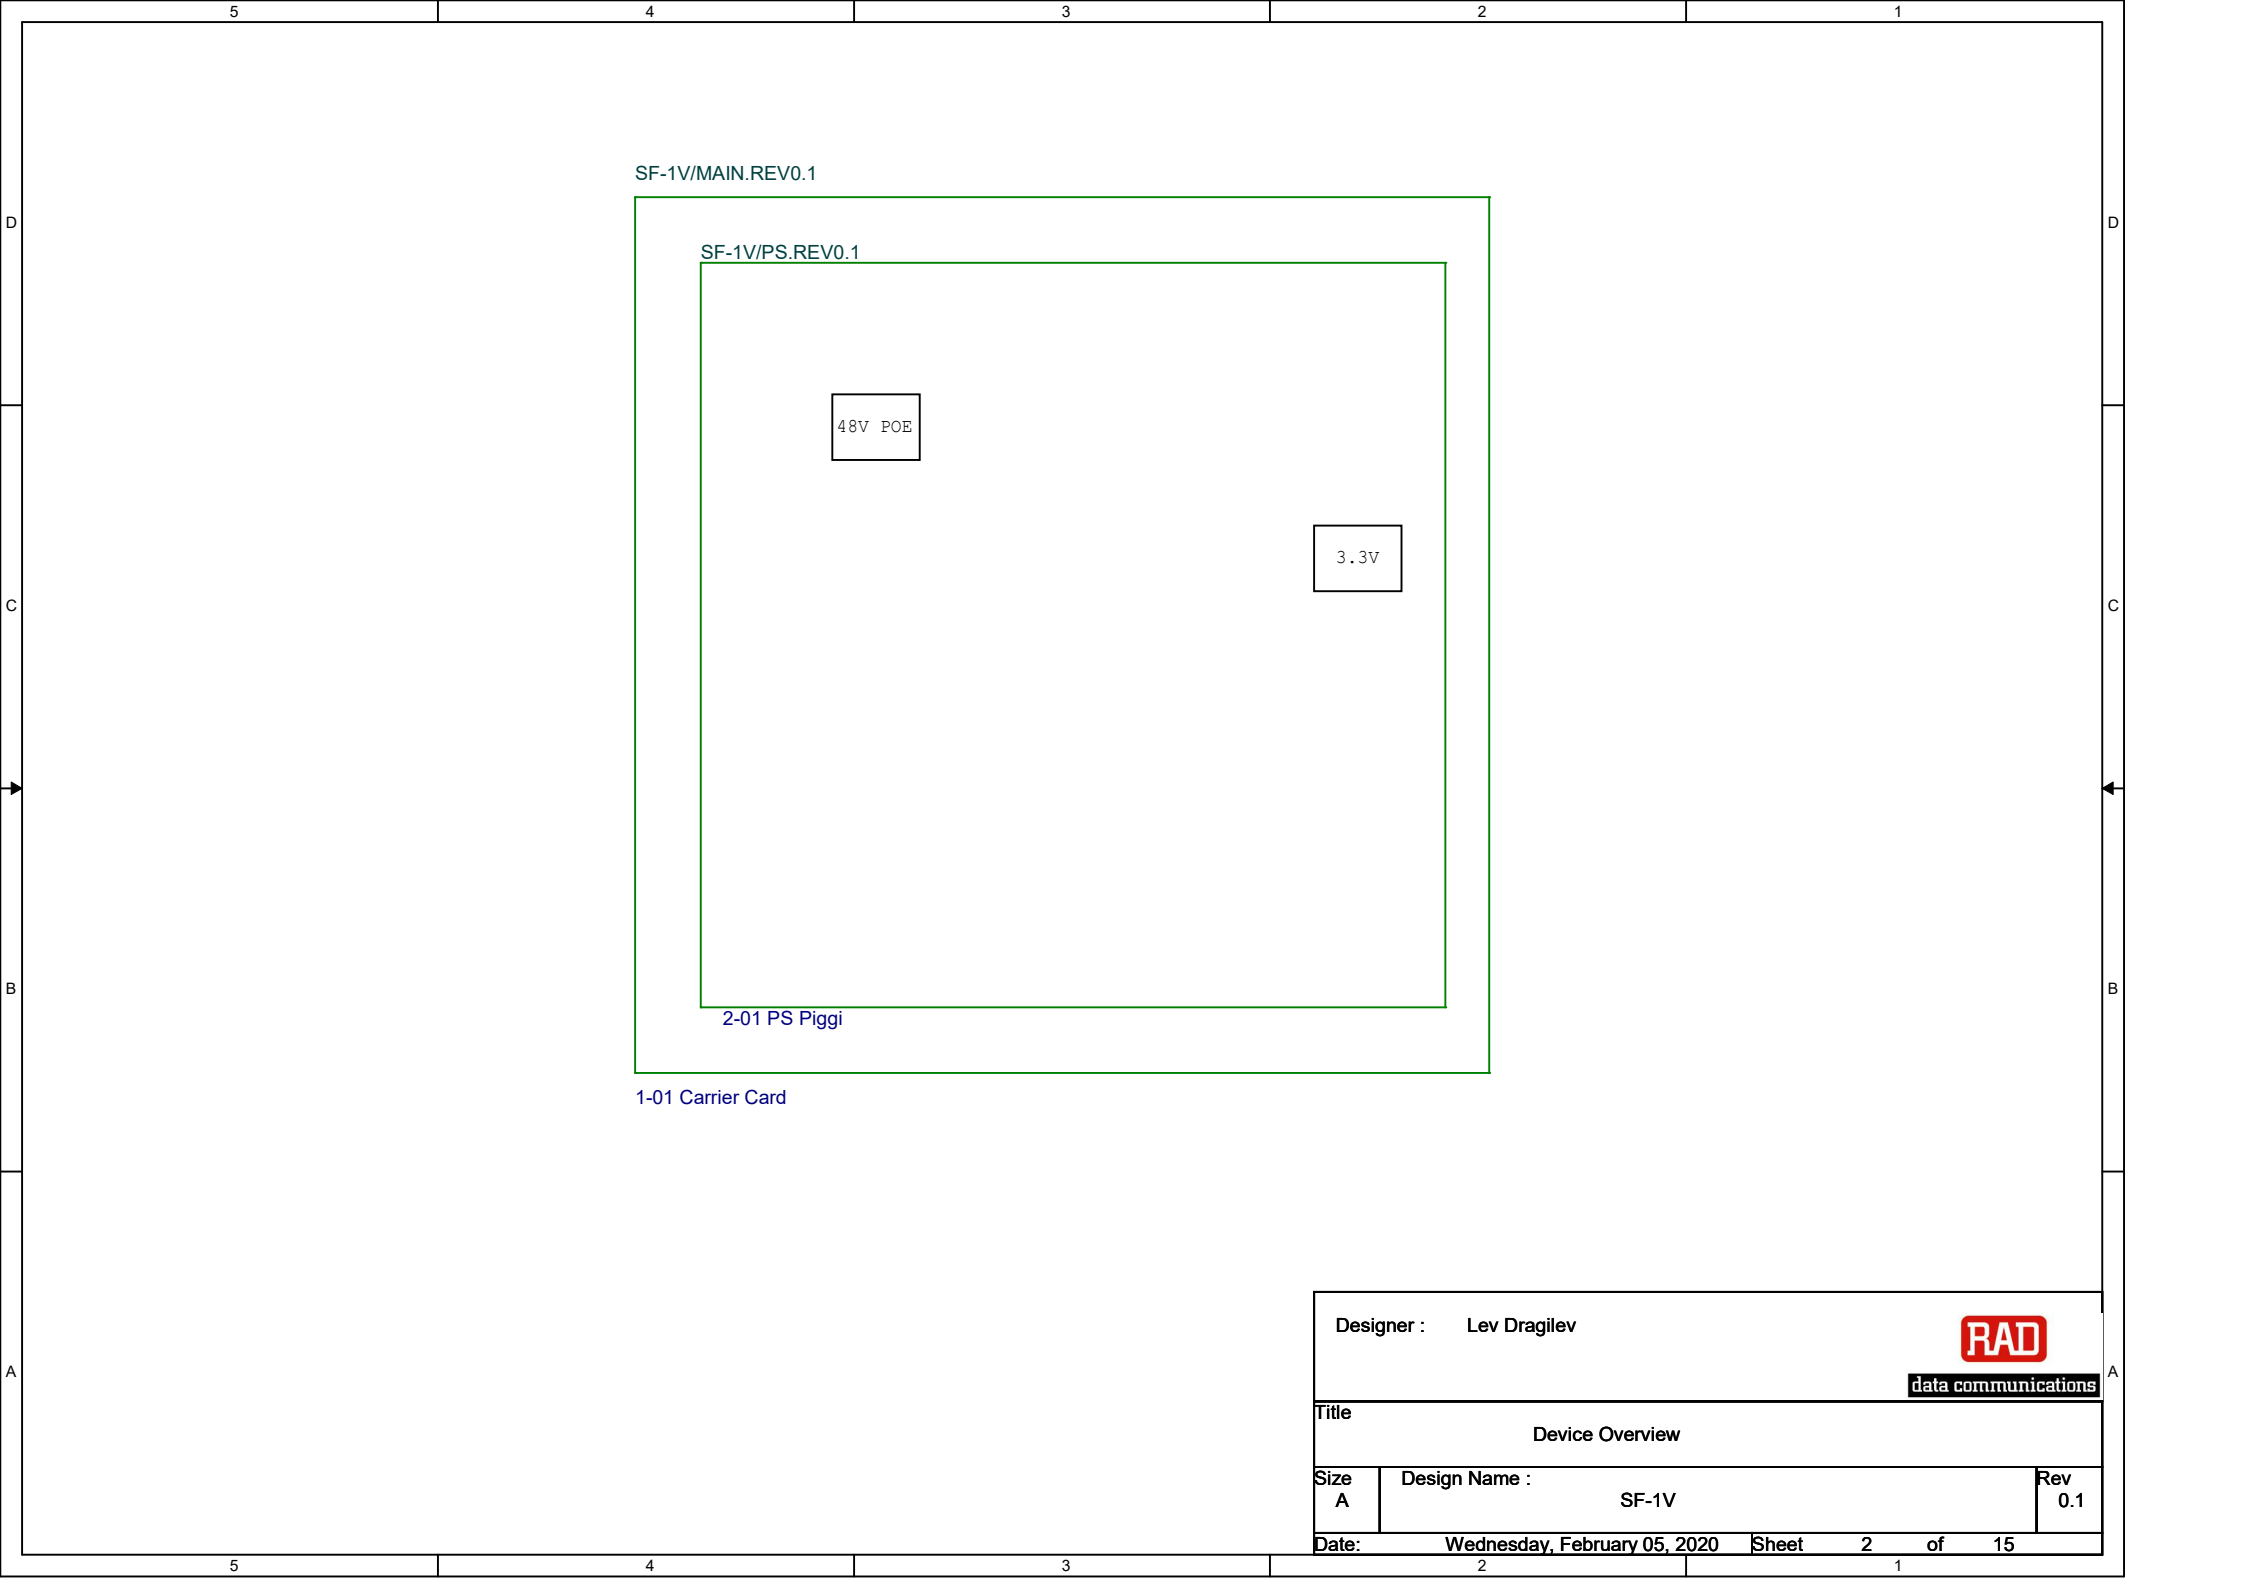 5 4 3 2 1
SF-1V/MAIN.REV0.1
D D
SF-1V/PS.REV0.1
48V POE
3.3V
C C
B B
2-01 PS Piggi
1-01 Carrier Card
Designer : Lev Dragilev
RAD
data communications
A A
Title
Device Overview
Size Design Name : Rev
A SF-1V 0.1
Date: Wednesday, February 05, 2020 Sheet 2 of 15
5 4 3 2 1